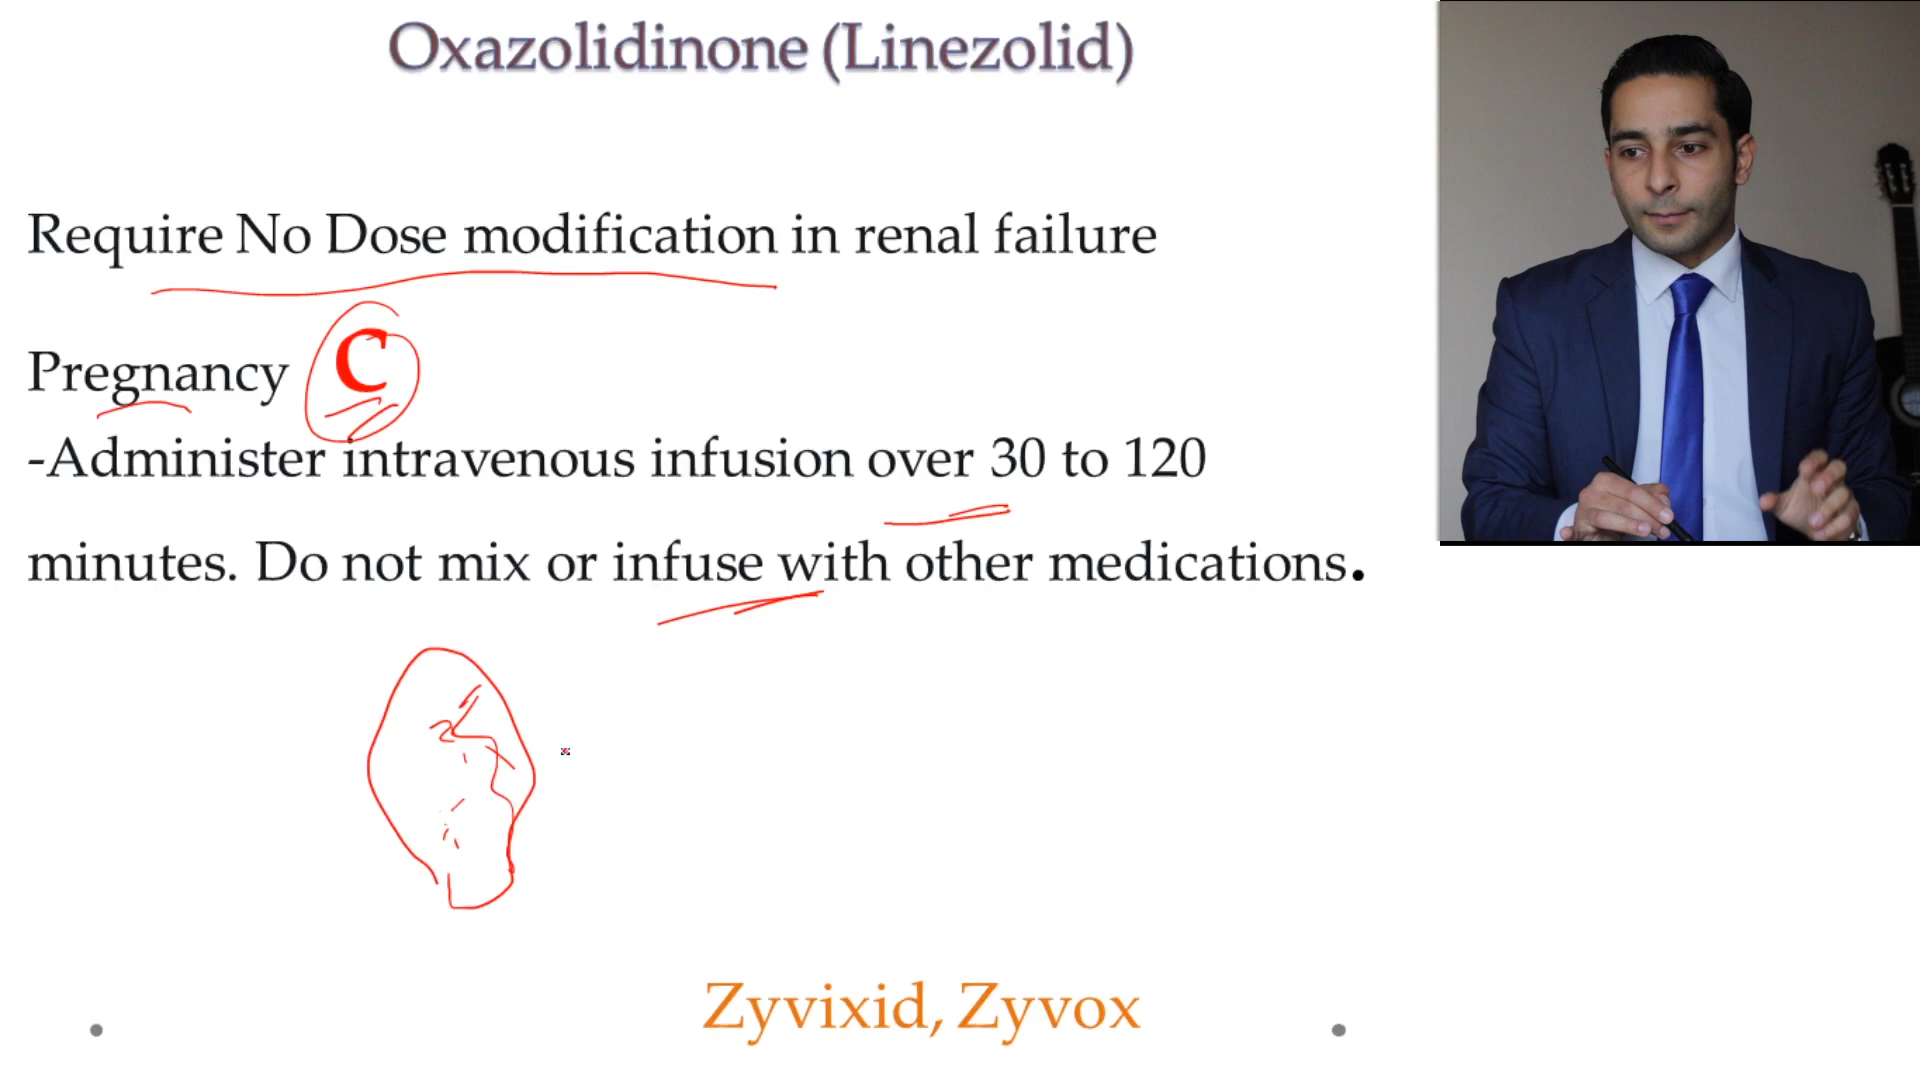 Oxazolidinone (Linezolid)
Require No Dose modification in renal failure
Pregnancy C
-Administer intravenous infusion over 30 to 120
minutes. Do not mix or infuse with other medications.
Zyvixid, Zyvox